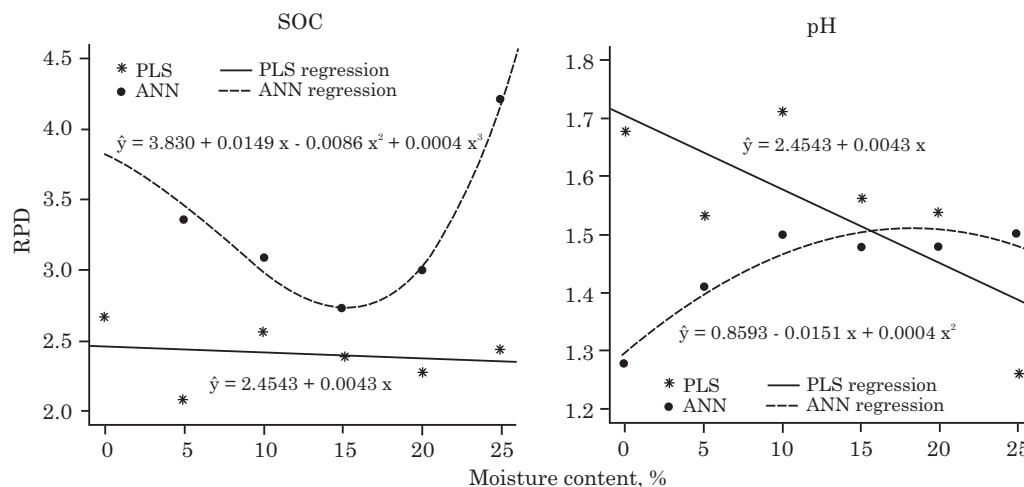 SOC
4.5
4.0
3.5
3.0
2.5
2.0
RPD
* PLS
PLS regression
ANN
ANN regression
ŷ = 3.830 + 0.0149 x - 0.0086 x² + 0.0004 x³
ŷ = 2.4543 + 0.0043 x
0 5 10 15 20 25
pH
1.8
1.7
1.6
1.5
1.4
1.3
1.2
ŷ = 2.4543 + 0.0043 x
ŷ = 0.8593 - 0.0151 x + 0.0004 x²
* PLS
PLS regression
ANN
ANN regression
0 5 10 15 20 25
Moisture content, %